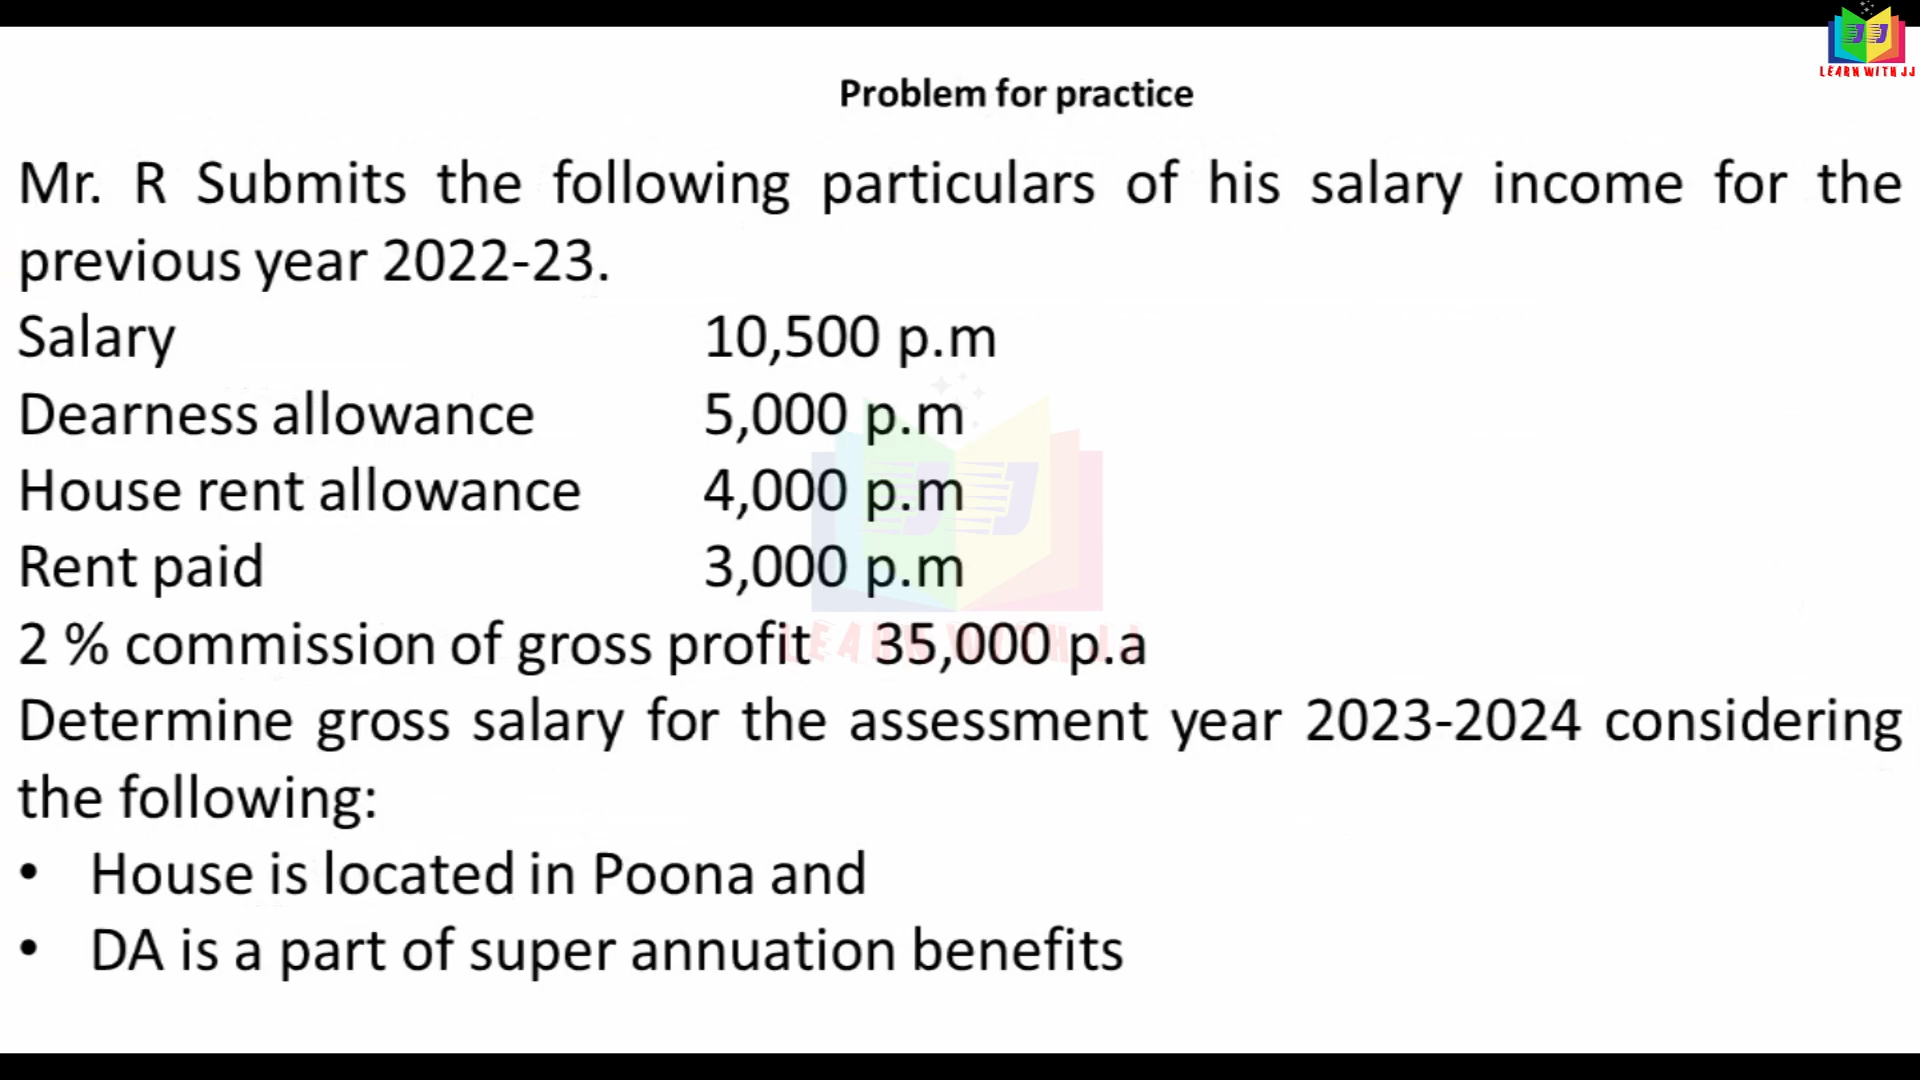 LEARN WITH JJ
Problem for practice
Mr. R Submits the following particulars of his salary income for the
previous year 2022-23.
Salary 10,500 p.m
Dearness allowance 5,000 p.m
House rent allowance 4,000 p.m
Rent paid 3,000 p.m
2 % commission of gross profit 35,000 p.a
LEARN WITH JJ
Determine gross salary for the assessment year 2023-2024 considering
the following:
• House is located in Poona and
• DA is a part of super annuation benefits